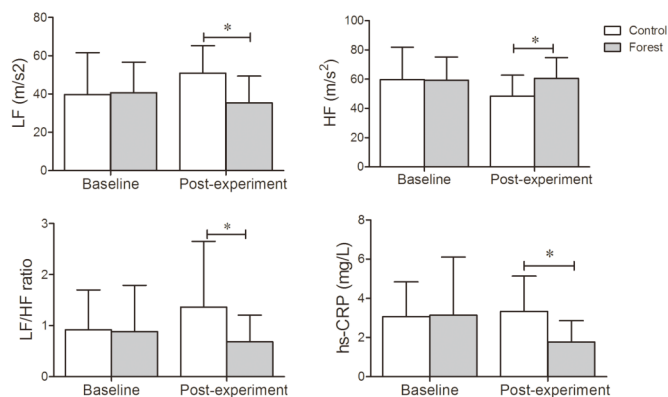 80
60
40
20
0
LF (m/s2)
*
Baseline
Post-experiment
100
80
60
40
20
0
HF (m/s²)
*
Baseline
Post-experiment
Control
Forest
3
2
1
0
LF/HF ratio
*
Baseline
Post-experiment
8
6
4
2
0
hs-CRP (mg/L)
*
Baseline
Post-experiment